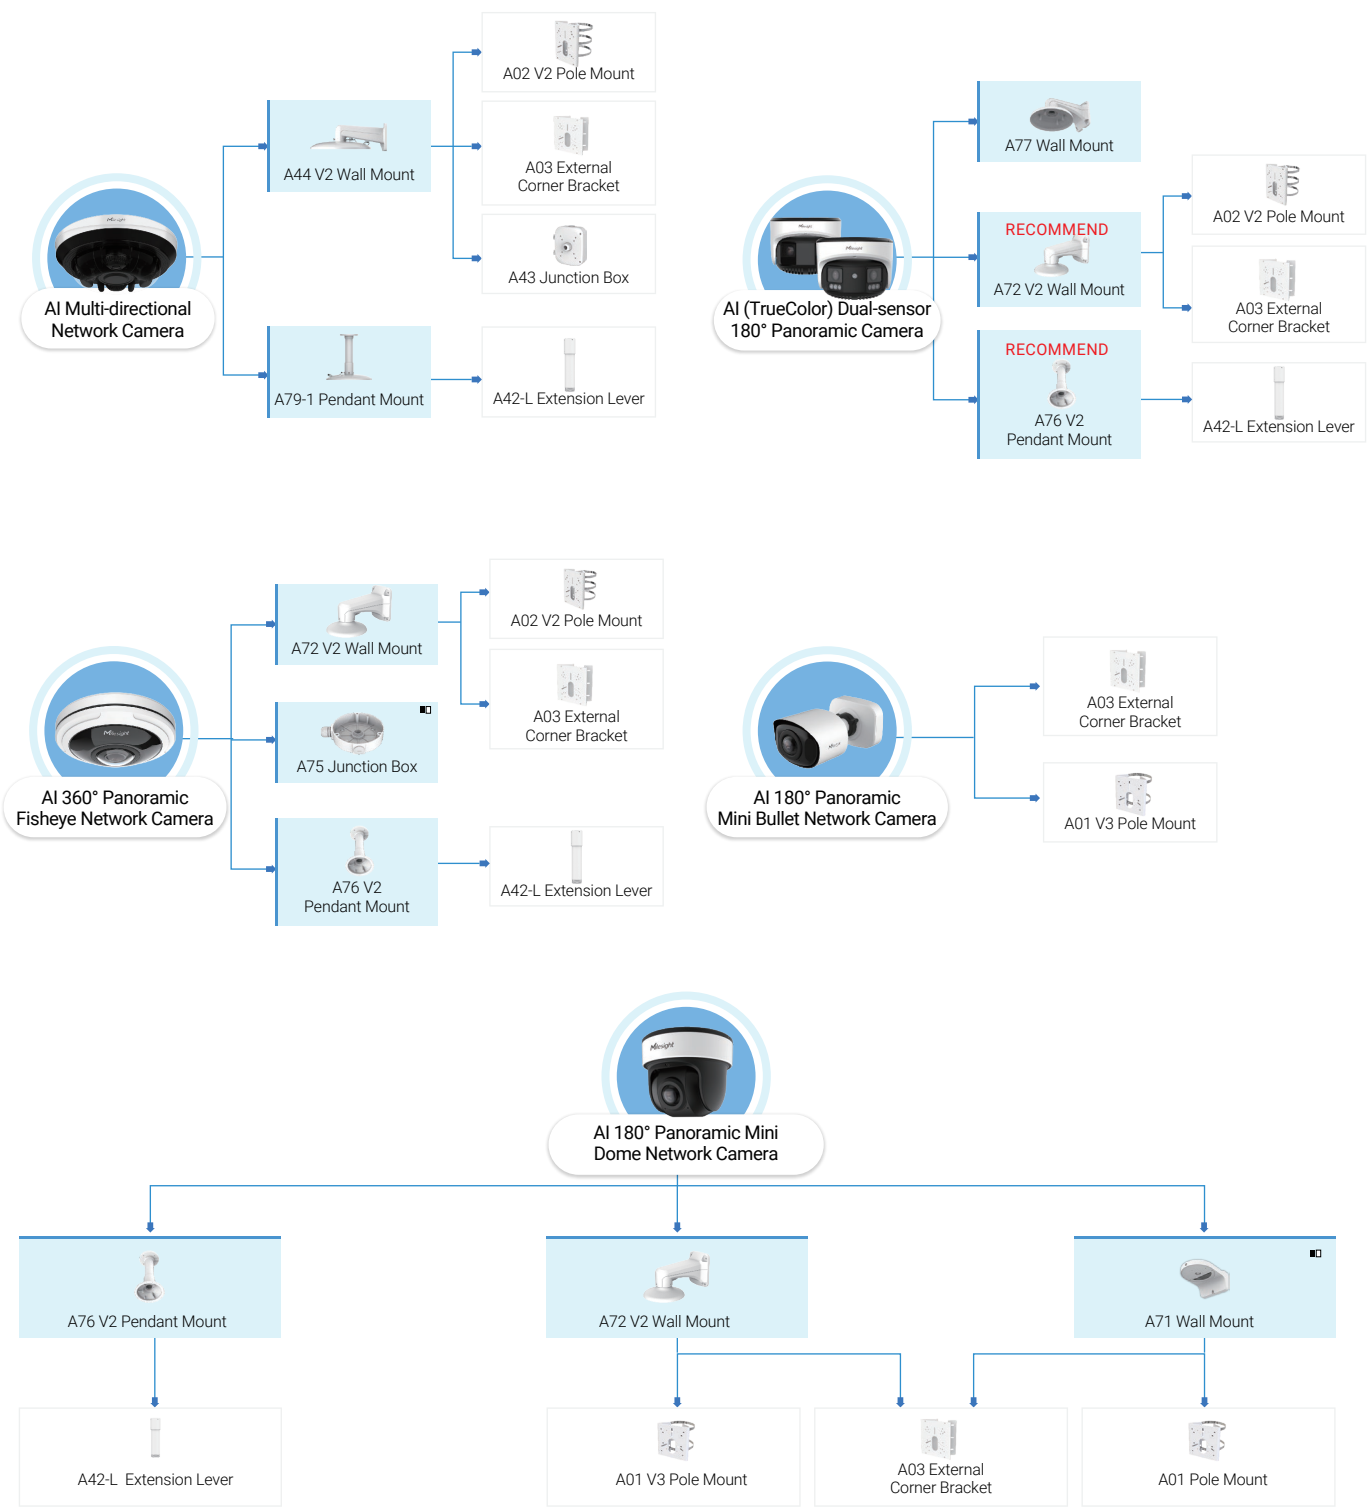 A02 V2 Pole Mount
A44 V2 Wall Mount
A03 External
Corner Bracket
A43 Junction Box
Milesight
AI Multi-directional
Network Camera
A79-1 Pendant Mount
A42-L Extension Lever
A77 Wall Mount
A02 V2 Pole Mount
RECOMMEND
A72 V2 Wall Mount
A03 External
Corner Bracket
Milesight
Milesight
AI (TrueColor) Dual-sensor
180° Panoramic Camera
RECOMMEND
A76 V2
Pendant Mount
A42-L Extension Lever
A02 V2 Pole Mount
A72 V2 Wall Mount
A03 External
Corner Bracket
Milesight
A75 Junction Box
AI 360° Panoramic
Fisheye Network Camera
A76 V2
Pendant Mount
A42-L Extension Lever
A03 External
Corner Bracket
Milesight
AI 180° Panoramic
Mini Bullet Network Camera
A01 V3 Pole Mount
Milesight
AI 180° Panoramic Mini
Dome Network Camera
A76 V2 Pendant Mount
A72 V2 Wall Mount
A71 Wall Mount
A42-L Extension Lever
A01 V3 Pole Mount
A03 External
Corner Bracket
A01 Pole Mount